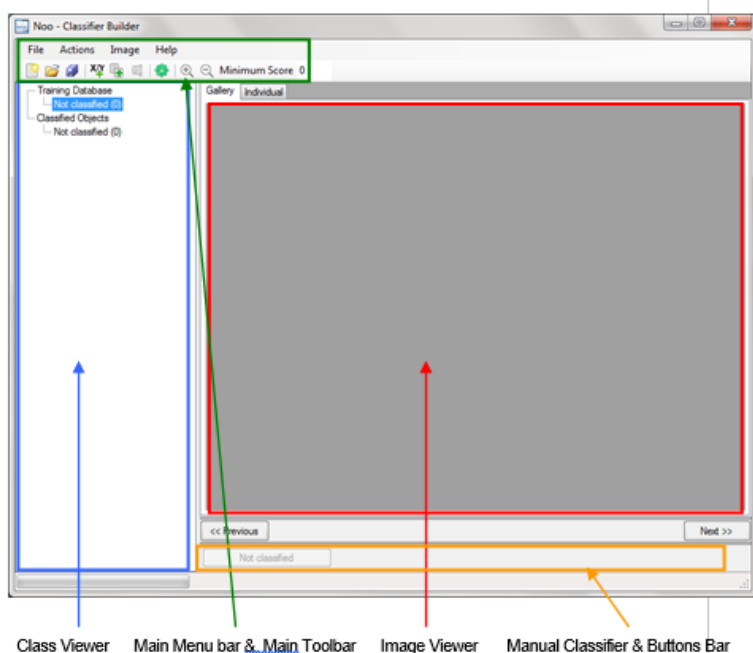 Noo - Classifier Builder
File Actions Image Help
X/Y Minimum Score 0
Training Database
Not classified (0)
Classified Objects
Not classified (0)
Gallery Individual
<< Previous
Next >>
Not classified
Class Viewer Main Menu bar & Main Toolbar Image Viewer Manual Classifier & Buttons Bar